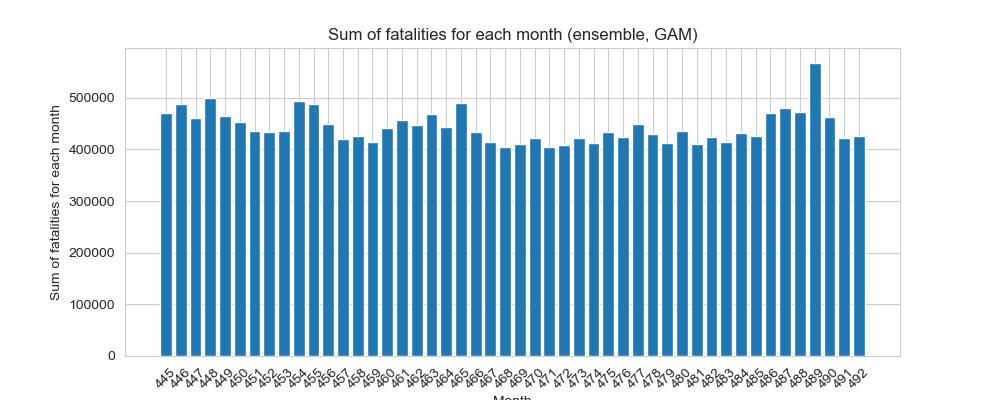 Sum of fatalities for each month (ensemble, GAM)
Sum of fatalities for each month
500000
400000
300000
200000
100000
0
445 446 447 448 449 450 451 452 453 454 455 456 457 458 459 460 461 462 463 464 465 466 467 468 469 470 471 472 473 474 475 476 477 478 479 480 481 482 483 484 485 486 487 488 489 490 491 492
Month